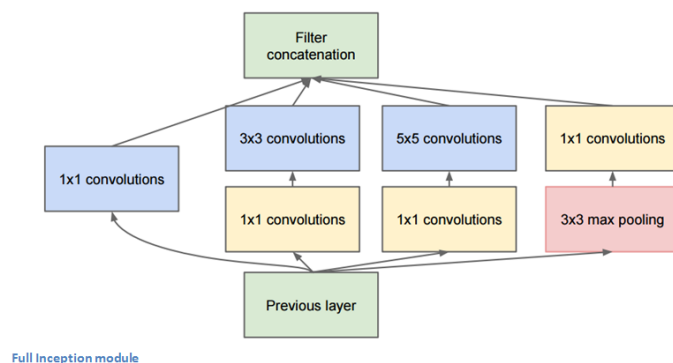 Filter
concatenation
3x3 convolutions
5x5 convolutions
1x1 convolutions
1x1 convolutions
1x1 convolutions
1x1 convolutions
3x3 max pooling
Previous layer
Full Inception module